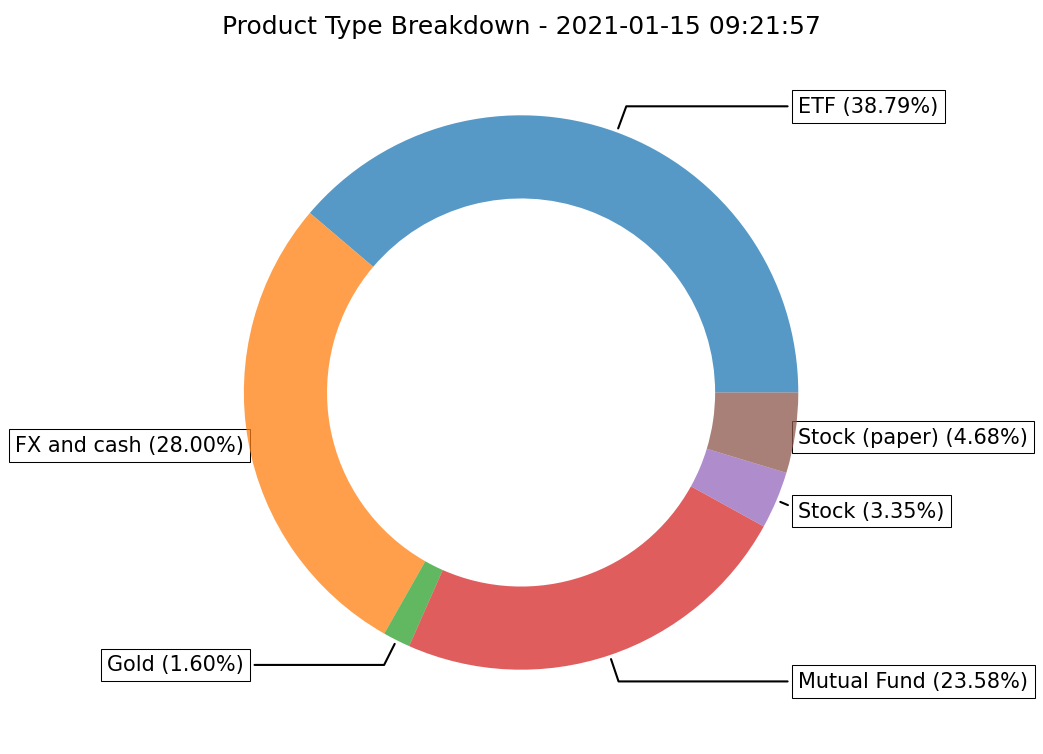 Product Type Breakdown - 2021-01-15 09:21:57
ETF (38.79%)
FX and cash (28.00%)
Stock (paper) (4.68%)
Stock (3.35%)
Gold (1.60%)
Mutual Fund (23.58%)